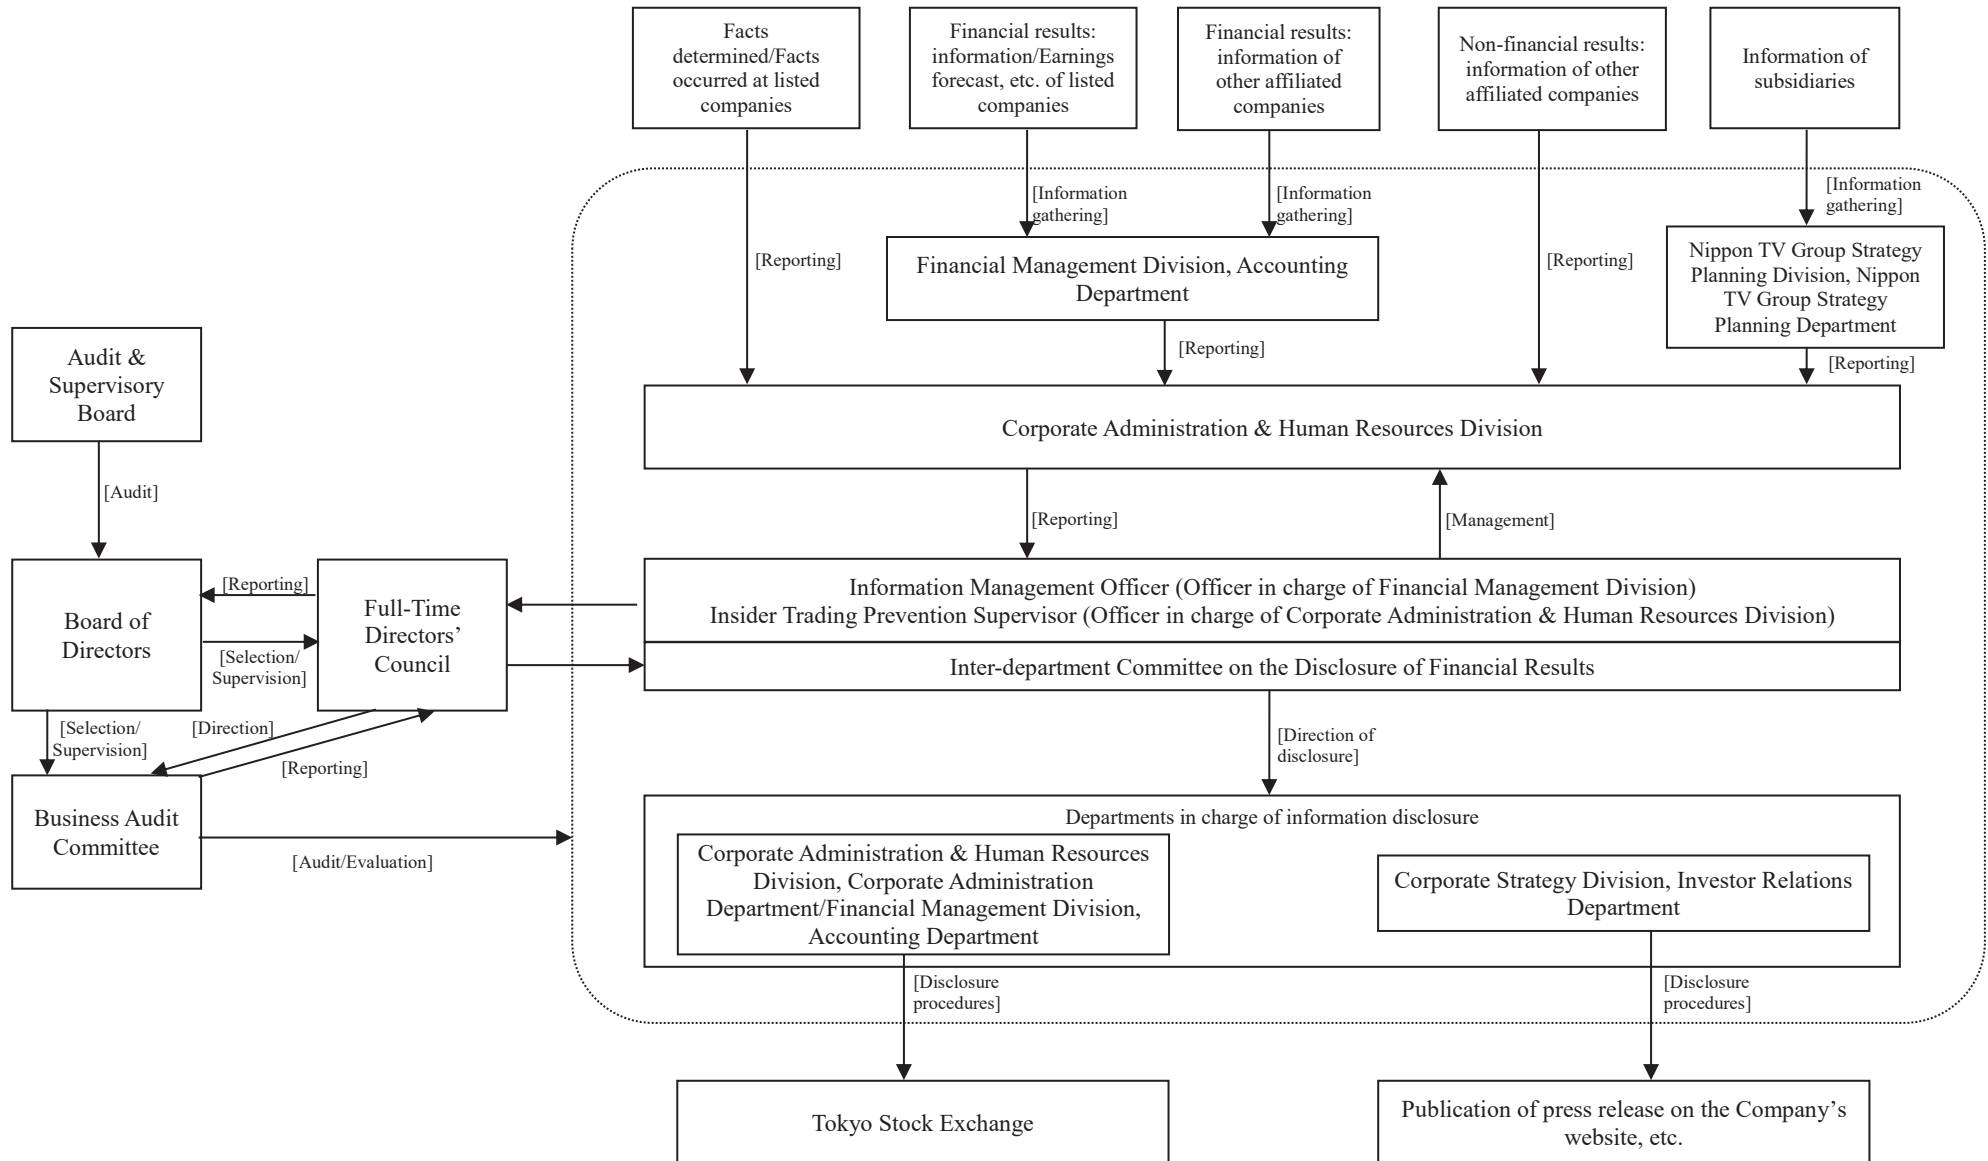 Facts
determined/Facts
occurred at listed
companies
Financial results:
information/Earnings
forecast, etc. of listed
companies
Financial results:
information of
other affiliated
companies
Non-financial results:
information of other
affiliated companies
Information of
subsidiaries
[Information
gathering]
[Information
gathering]
[Information
gathering]
[Reporting]
Financial Management Division, Accounting
Department
[Reporting]
Nippon TV Group Strategy
Planning Division, Nippon
TV Group Strategy
Planning Department
[Reporting]
[Reporting]
Audit &
Supervisory
Board
Corporate Administration & Human Resources Division
[Audit]
[Reporting]
[Management]
Board of
Directors
[Reporting]
[Selection/
Supervision]
Full-Time
Directors’
Council
Information Management Officer (Officer in charge of Financial Management Division)
Insider Trading Prevention Supervisor (Officer in charge of Corporate Administration & Human Resources Division)
Inter-department Committee on the Disclosure of Financial Results
[Selection/
Supervision]
[Direction]
[Reporting]
[Direction of
disclosure]
Business Audit
Committee
[Audit/Evaluation]
Departments in charge of information disclosure
Corporate Administration & Human Resources
Division, Corporate Administration
Department/Financial Management Division,
Accounting Department
Corporate Strategy Division, Investor Relations
Department
[Disclosure
procedures]
[Disclosure
procedures]
Tokyo Stock Exchange
Publication of press release on the Company’s
website, etc.